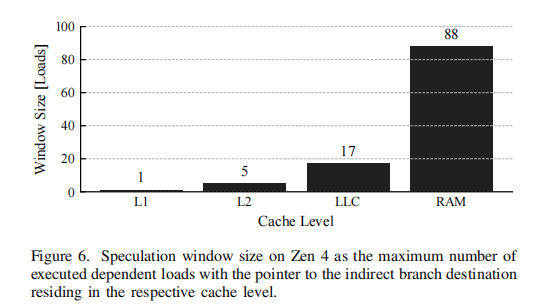 100
88
80
60
40
20
17
5
1
0
Window Size [Loads]
L1 L2 LLC RAM
Cache Level
Figure 6. Speculation window size on Zen 4 as the maximum number of
executed dependent loads with the pointer to the indirect branch destination
residing in the respective cache level.